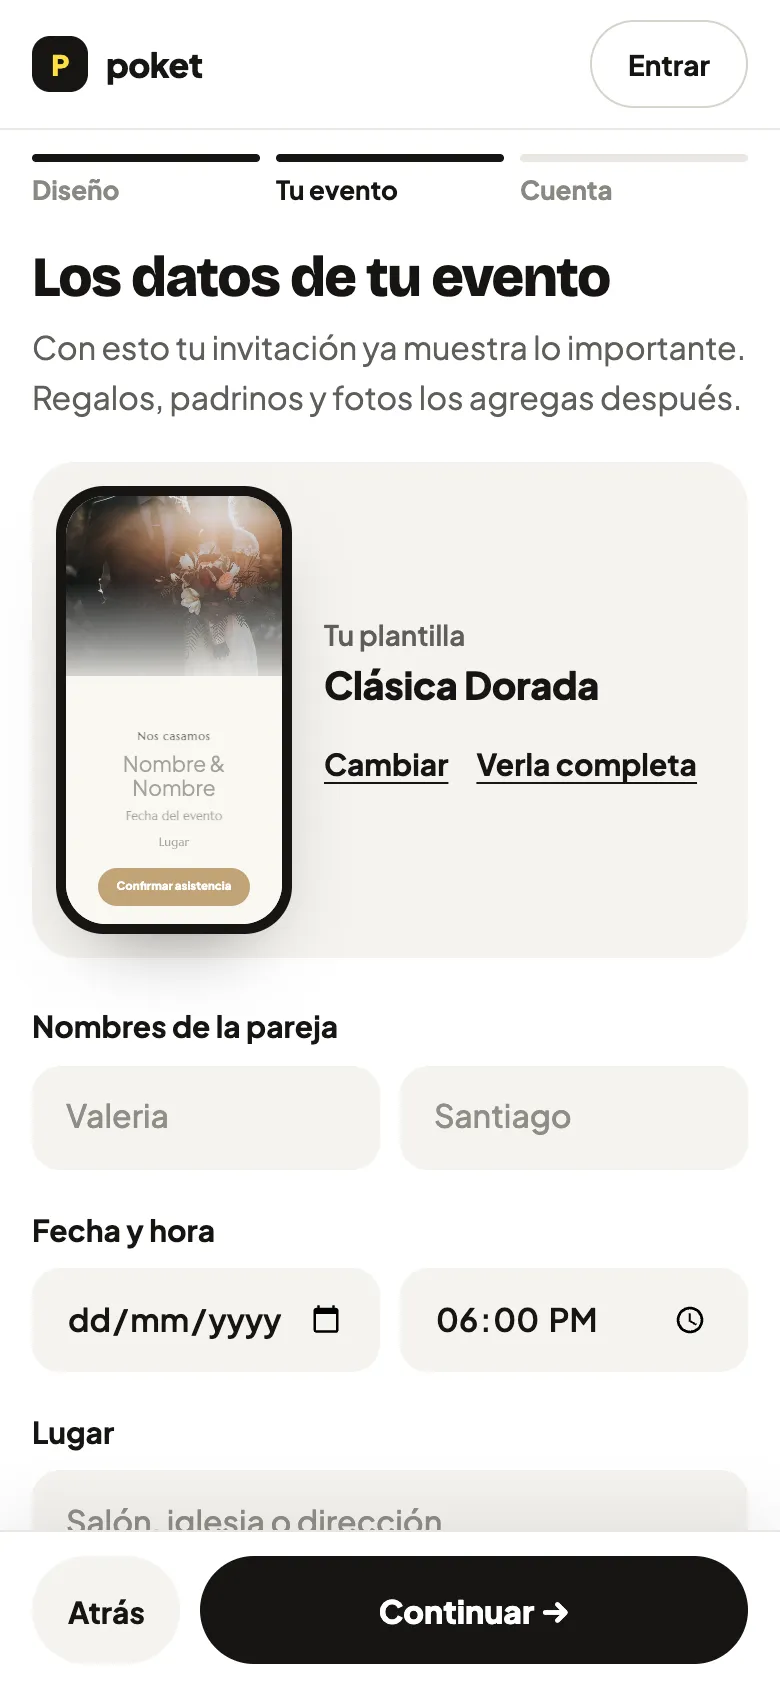 P poket
Entrar
Diseño
Tu evento
Cuenta
Los datos de tu evento
Con esto tu invitación ya muestra lo importante.
Regalos, padrinos y fotos los agregas después.
Nos casamos
Nombre &
Nombre
Fecha del evento
Lugar
Confirmar asistencia
Tu plantilla
Clásica Dorada
Cambiar
Verla completa
Nombres de la pareja
Valeria
Santiago
Fecha y hora
dd/mm/yyyy
06:00 PM
Lugar
Salón, iglesia o dirección
Atrás
Continuar →